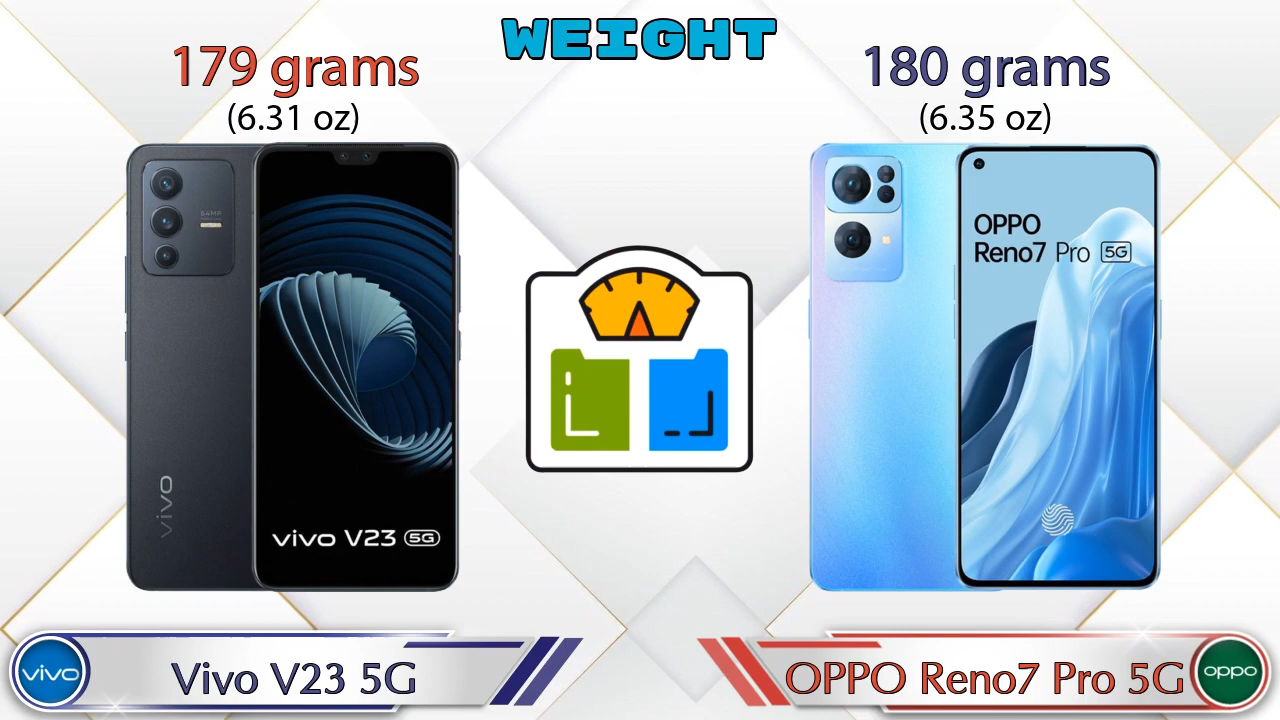 WEIGHT
179 grams
(6.31 oz)
180 grams
(6.35 oz)
64MP
vivo
vivo V23 5G
OPPO
Reno7 Pro 5G
vivo
Vivo V23 5G
OPPO Reno7 Pro 5G
oppo